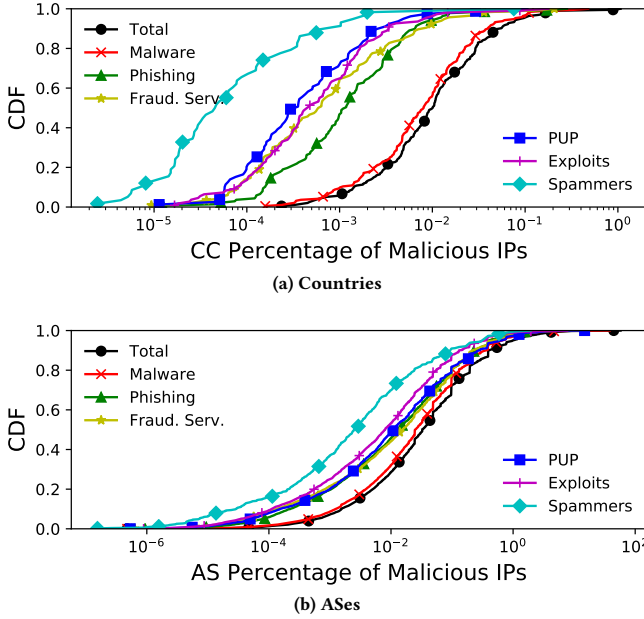 1.0
0.8
0.6
0.4
0.2
0.0
CDF
Total
Malware
Phishing
Fraud. Serv.
PUP
Exploits
Spammers
10⁻⁵ 10⁻⁴ 10⁻³ 10⁻² 10⁻¹ 10⁰
CC Percentage of Malicious IPs
(a) Countries
1.0
0.8
0.6
0.4
0.2
0.0
CDF
Total
Malware
Phishing
Fraud. Serv.
PUP
Exploits
Spammers
10⁻⁶ 10⁻⁴ 10⁻² 10⁰ 10²
AS Percentage of Malicious IPs
(b) ASes